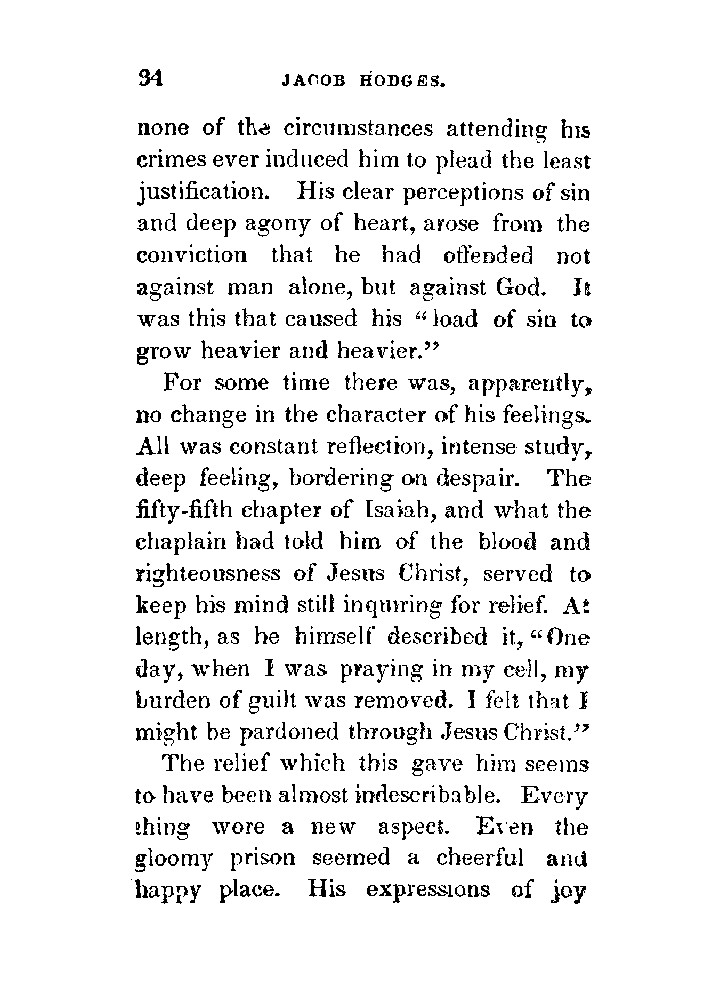 34 JACOB HODGES.
none of the circumstances attending his
crimes ever induced him to plead the least
justification. His clear perceptions of sin
and deep agony of heart, arose from the
conviction that he had offended not
against man alone, but against God. It
was this that caused his “load of sin to
grow heavier and heavier.”
For some time there was, apparently,
no change in the character of his feelings.
All was constant reflection, intense study,
deep feeling, bordering on despair. The
fifty-fifth chapter of Isaiah, and what the
chaplain had told him of the blood and
righteousness of Jesus Christ, served to
keep his mind still inquiring for relief. At
length, as he himself described it, “One
day, when I was praying in my cell, my
burden of guilt was removed. I felt that I
might be pardoned through Jesus Christ.”
The relief which this gave him seems
to have been almost indescribable. Every
thing wore a new aspect. Even the
gloomy prison seemed a cheerful and
happy place. His expressions of joy